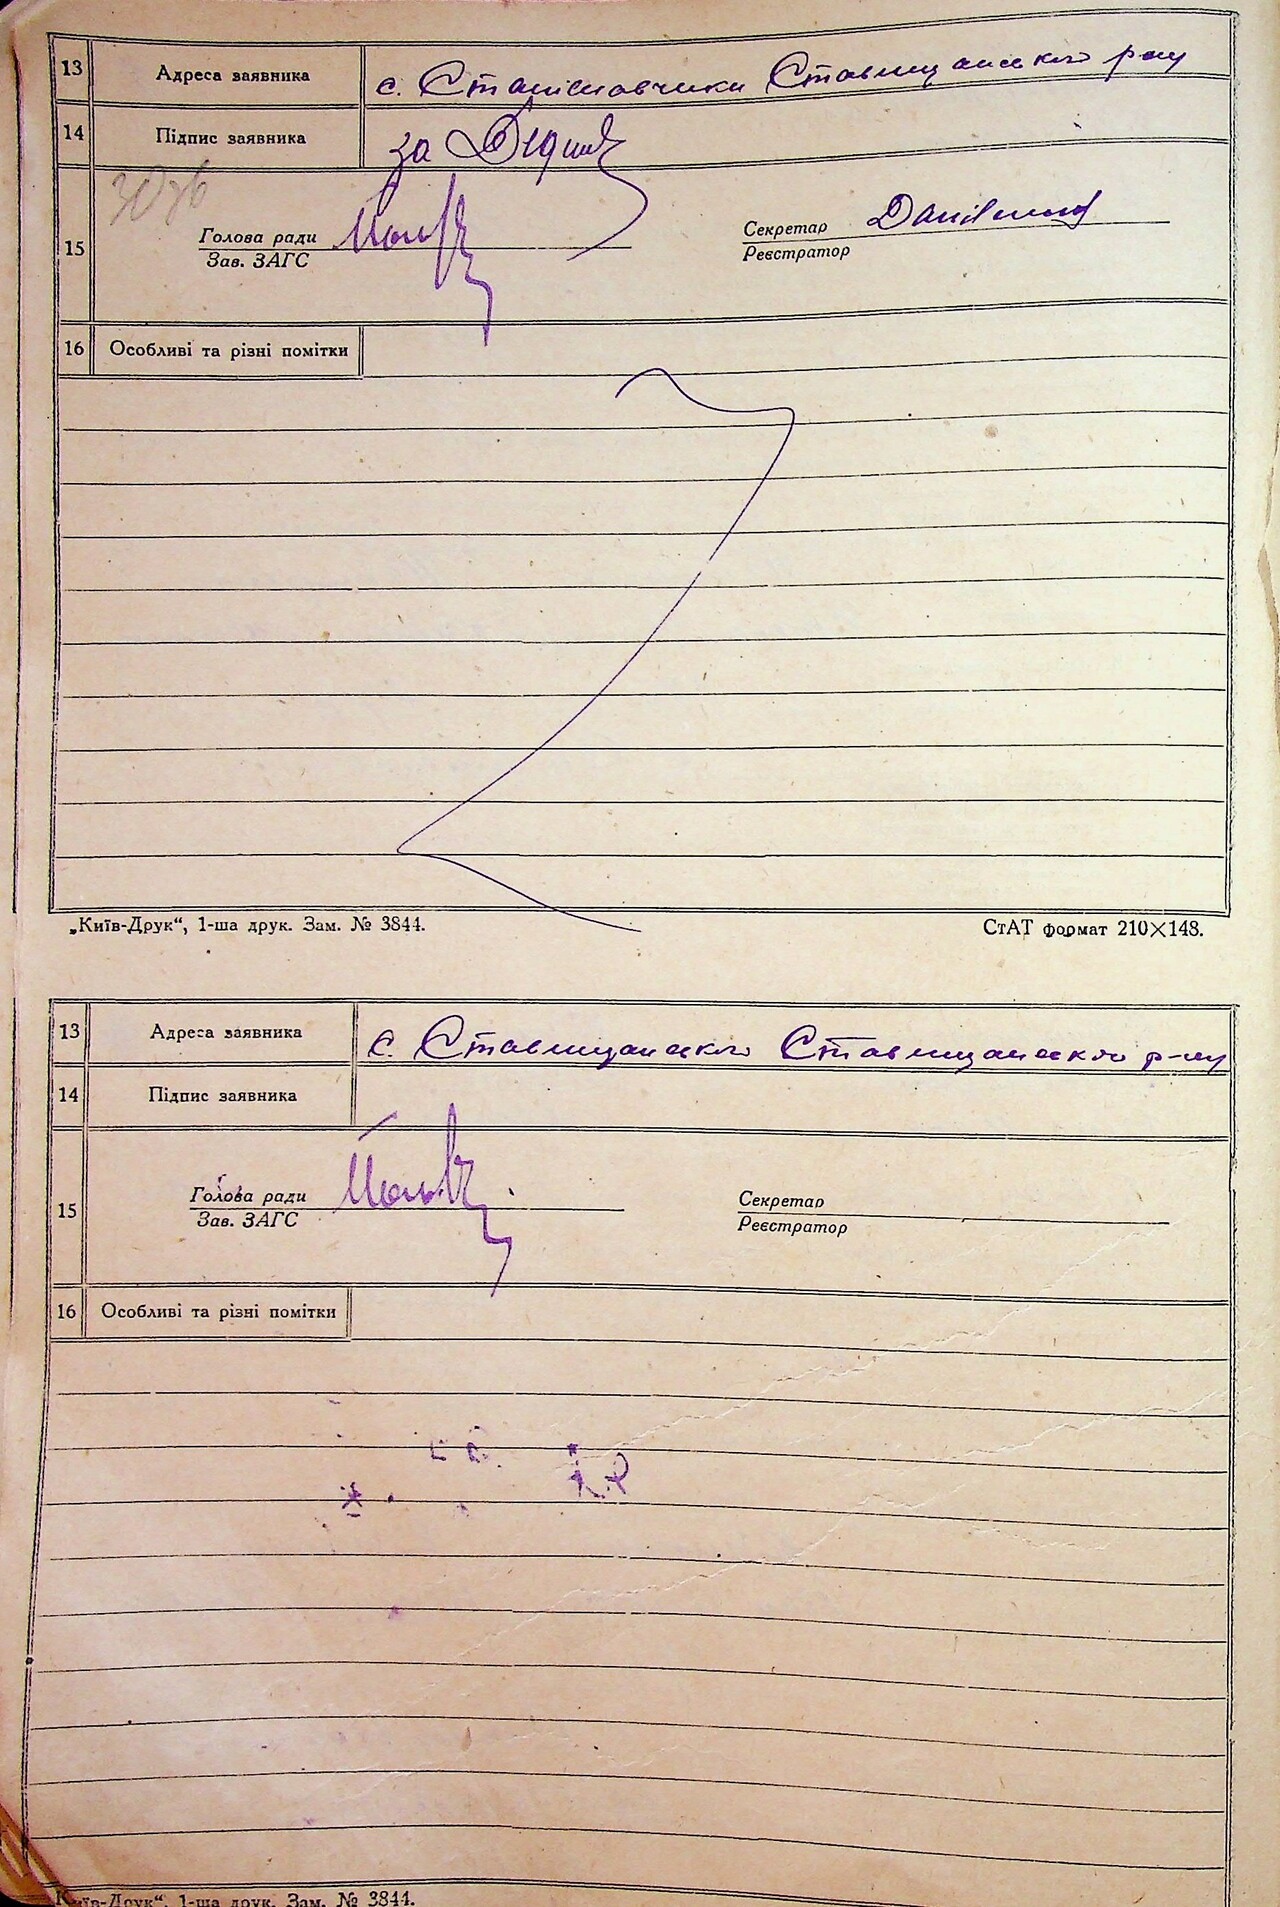 13 Адреса заявника с. Станіславчики Ставищанського р-ну
14 Підпис заявника за
15 Голова ради Секретар
Зав. ЗАГС Реєстратор
16 Особливі та різні помітки
„Київ-Друк“, 1-ша друк. Зам. № 3844. СтАТ формат 210×148.
13 Адреса заявника с. Ставищанського Ставищанського р-ну
14 Підпис заявника
15 Голова ради Секретар
Зав. ЗАГС Реєстратор
16 Особливі та різні помітки
Київ-Друк“, 1-ша друк. Зам. № 3844.